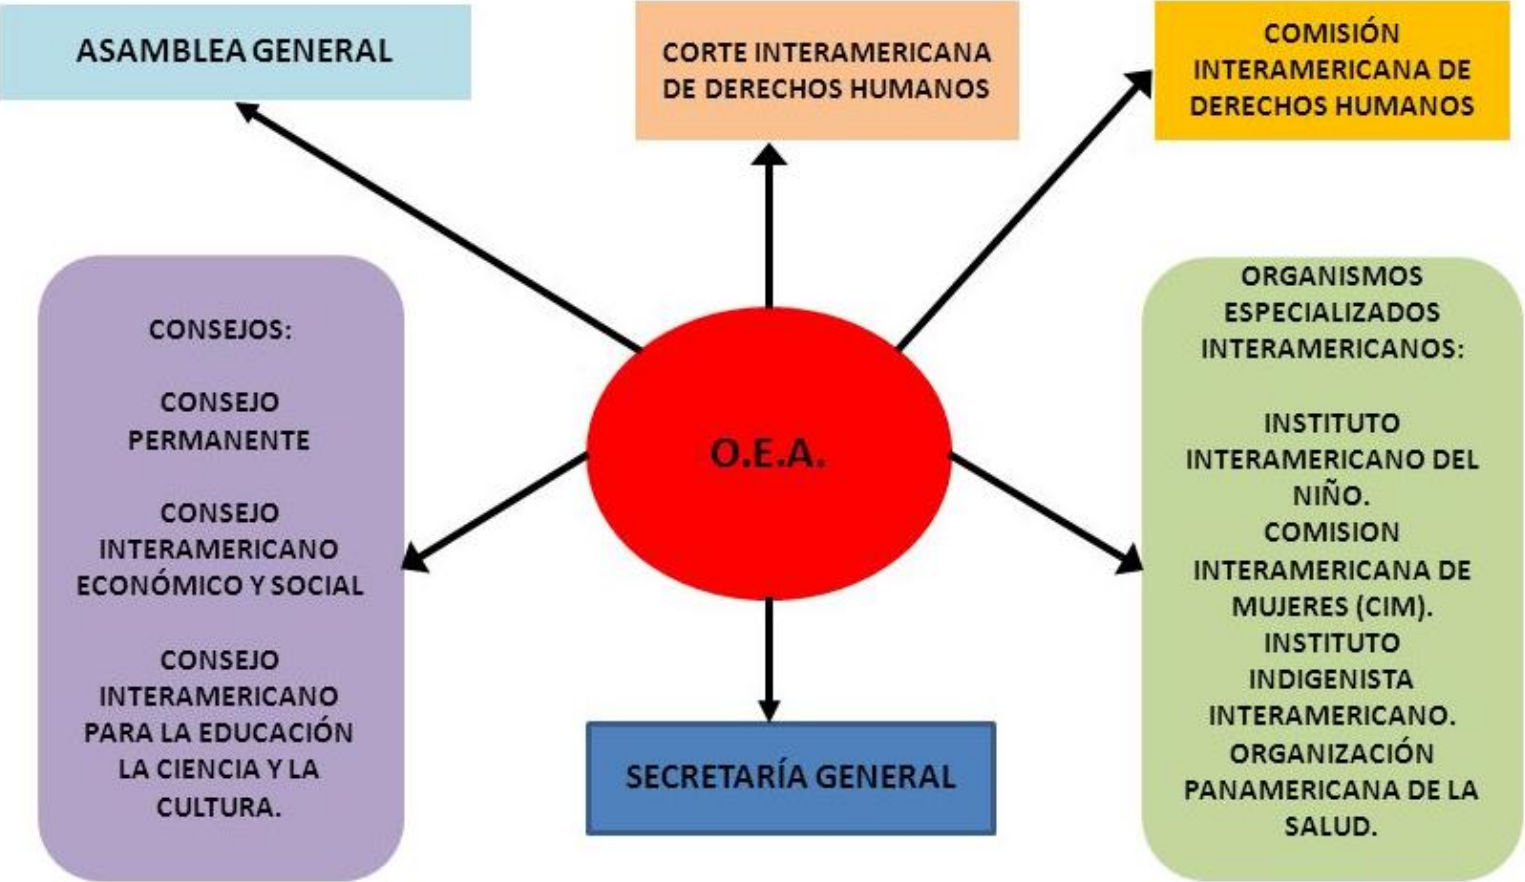 ASAMBLEA GENERAL
CORTE INTERAMERICANA
DE DERECHOS HUMANOS
COMISIÓN
INTERAMERICANA DE
DERECHOS HUMANOS
CONSEJOS:
CONSEJO
PERMANENTE
CONSEJO
INTERAMERICANO
ECONÓMICO Y SOCIAL
CONSEJO
INTERAMERICANO
PARA LA EDUCACIÓN
LA CIENCIA Y LA
CULTURA.
O.E.A.
ORGANISMOS
ESPECIALIZADOS
INTERAMERICANOS:
INSTITUTO
INTERAMERICANO DEL
NIÑO.
COMISION
INTERAMERICANA DE
MUJERES (CIM).
INSTITUTO
INDIGENISTA
INTERAMERICANO.
ORGANIZACIÓN
PANAMERICANA DE LA
SALUD.
SECRETARÍA GENERAL